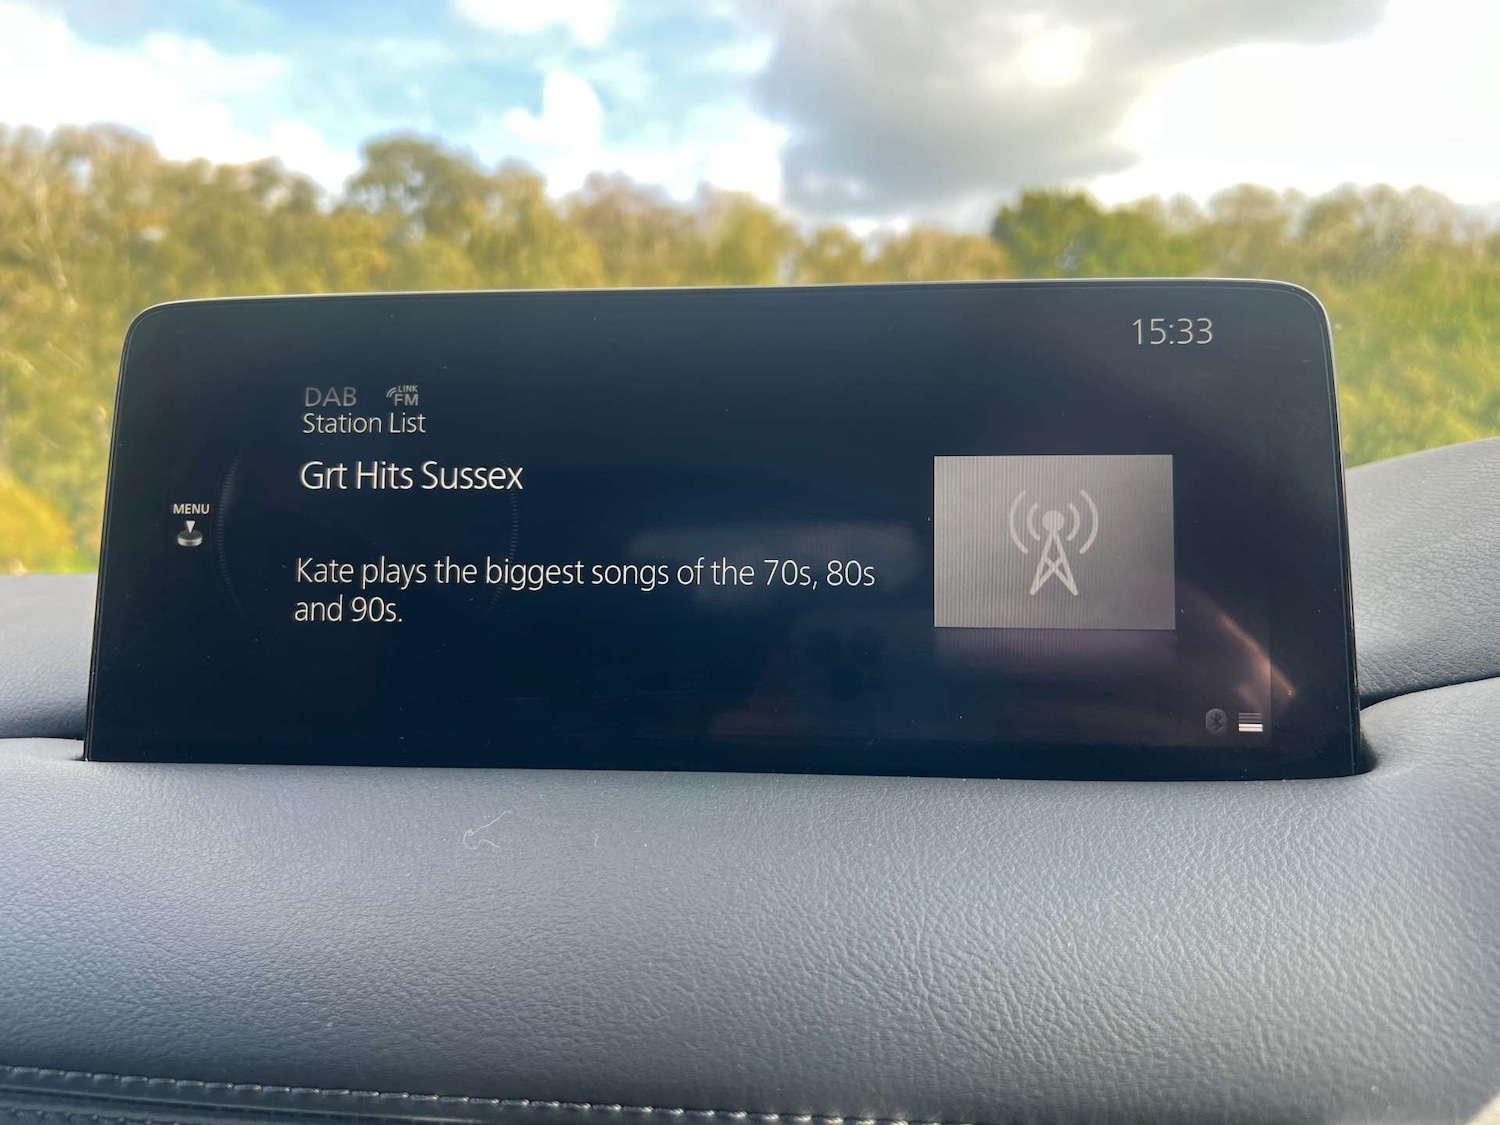 15:33
DAB LINK FM
Station List
Grt Hits Sussex
MENU
Kate plays the biggest songs of the 70s, 80s
and 90s.